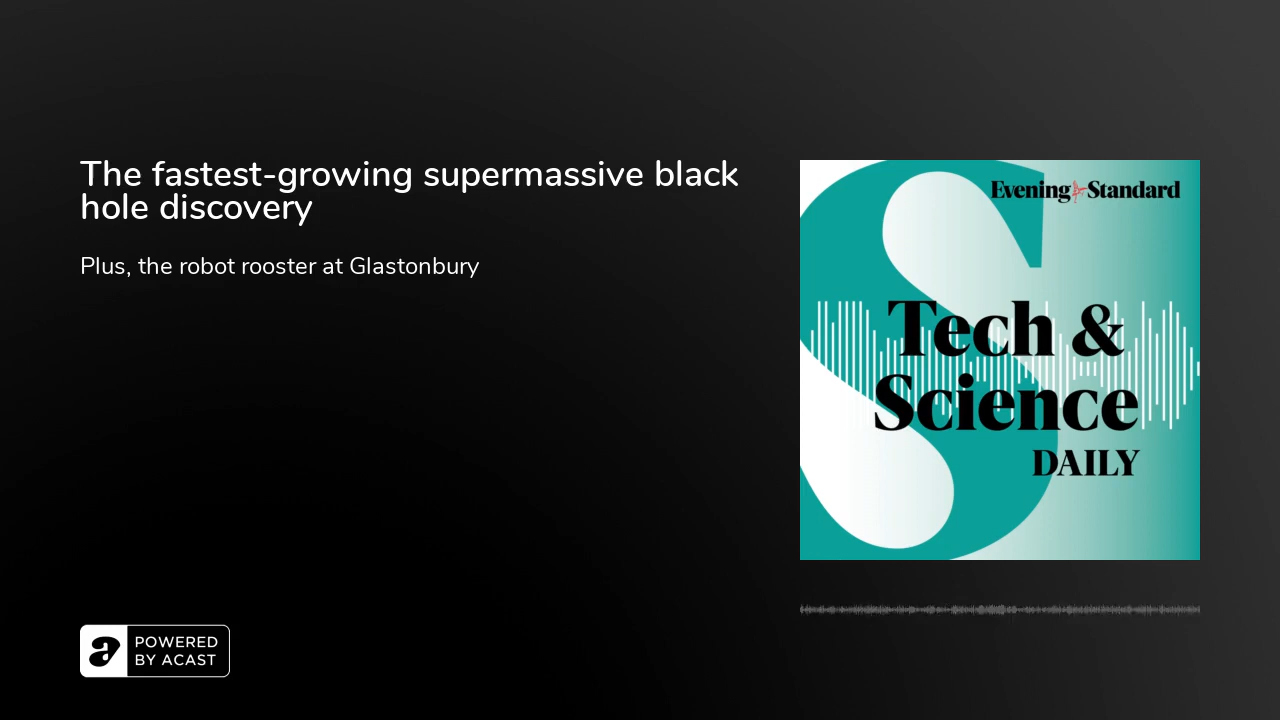 The fastest-growing supermassive black
hole discovery
Plus, the robot rooster at Glastonbury
Evening Standard
Tech &
Science
DAILY
POWERED
BY ACAST